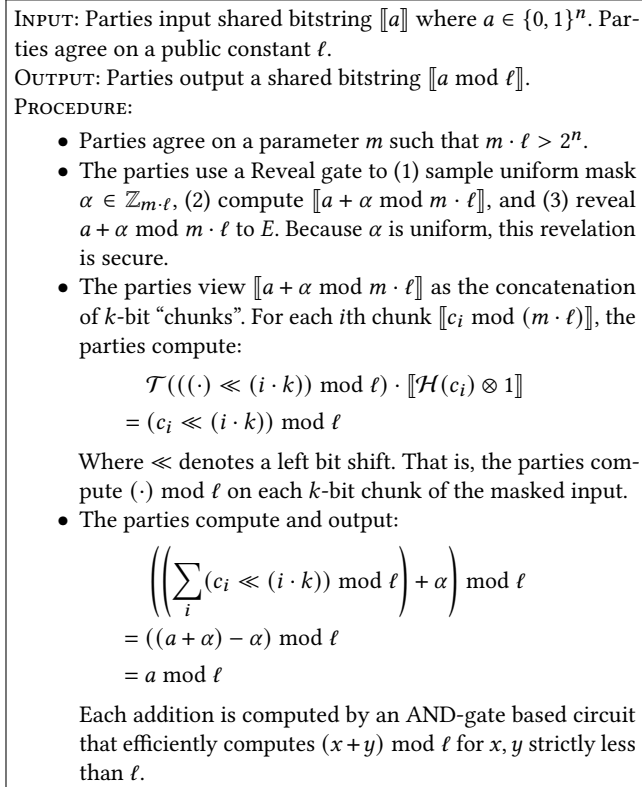 INPUT: Parties input shared bitstring ⟦a⟧ where a ∈ {0, 1}ⁿ. Par-
ties agree on a public constant ℓ.
OUTPUT: Parties output a shared bitstring ⟦a mod ℓ⟧.
PROCEDURE:
• Parties agree on a parameter m such that m · ℓ > 2ⁿ.
• The parties use a Reveal gate to (1) sample uniform mask
α ∈ ℤ_{m·ℓ}, (2) compute ⟦a + α mod m · ℓ⟧, and (3) reveal
a + α mod m · ℓ to E. Because α is uniform, this revelation
is secure.
• The parties view ⟦a + α mod m · ℓ⟧ as the concatenation
of k-bit “chunks”. For each ith chunk ⟦cᵢ mod (m · ℓ)⟧, the
parties compute:
𝒯(((·) ≪ (i · k)) mod ℓ) · ⟦ℋ(cᵢ) ⊗ 1⟧
= (cᵢ ≪ (i · k)) mod ℓ
Where ≪ denotes a left bit shift. That is, the parties com-
pute (·) mod ℓ on each k-bit chunk of the masked input.
• The parties compute and output:
((∑ᵢ (cᵢ ≪ (i · k)) mod ℓ) + α) mod ℓ
= ((a + α) − α) mod ℓ
= a mod ℓ
Each addition is computed by an AND-gate based circuit
that efficiently computes (x + y) mod ℓ for x, y strictly less
than ℓ.